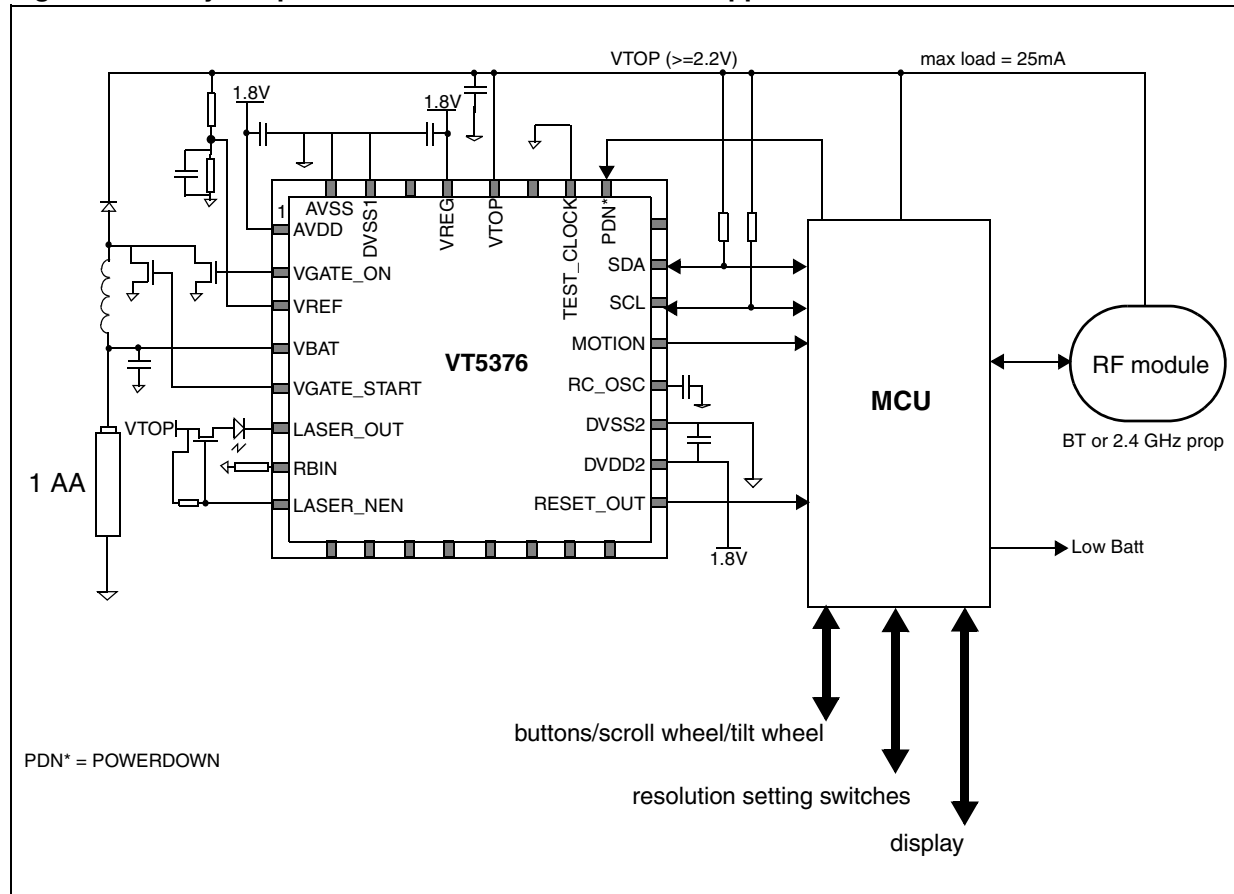 VTOP (>=2.2V)
max load = 25mA
1.8V
1.8V
1
AVSS
DVSS1
VREG
VTOP
TEST_CLOCK
PDN*
AVDD
VGATE_ON
VREF
VBAT
VGATE_START
VTOP
LASER_OUT
RBIN
LASER_NEN
1 AA
VT5376
SDA
SCL
MOTION
RC_OSC
DVSS2
DVDD2
RESET_OUT
1.8V
MCU
RF module
BT or 2.4 GHz prop
Low Batt
buttons/scroll wheel/tilt wheel
PDN* = POWERDOWN
resolution setting switches
display